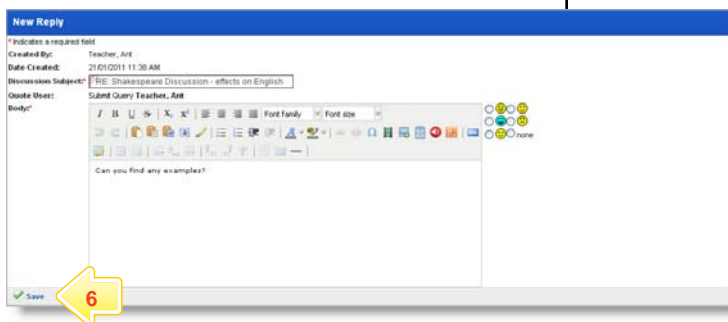 New Reply
* Indicates a required field
Created By: Teacher, Ant
Date Created: 21/01/2011 11:38 AM
Discussion Subject:* RE: Shakespeare Discussion - effects on English
Quote User: Submit Query Teacher, Ant
Body:*
I B U S X₂ X² Font family Font size
Ω
none
Can you find any examples?
Save 6